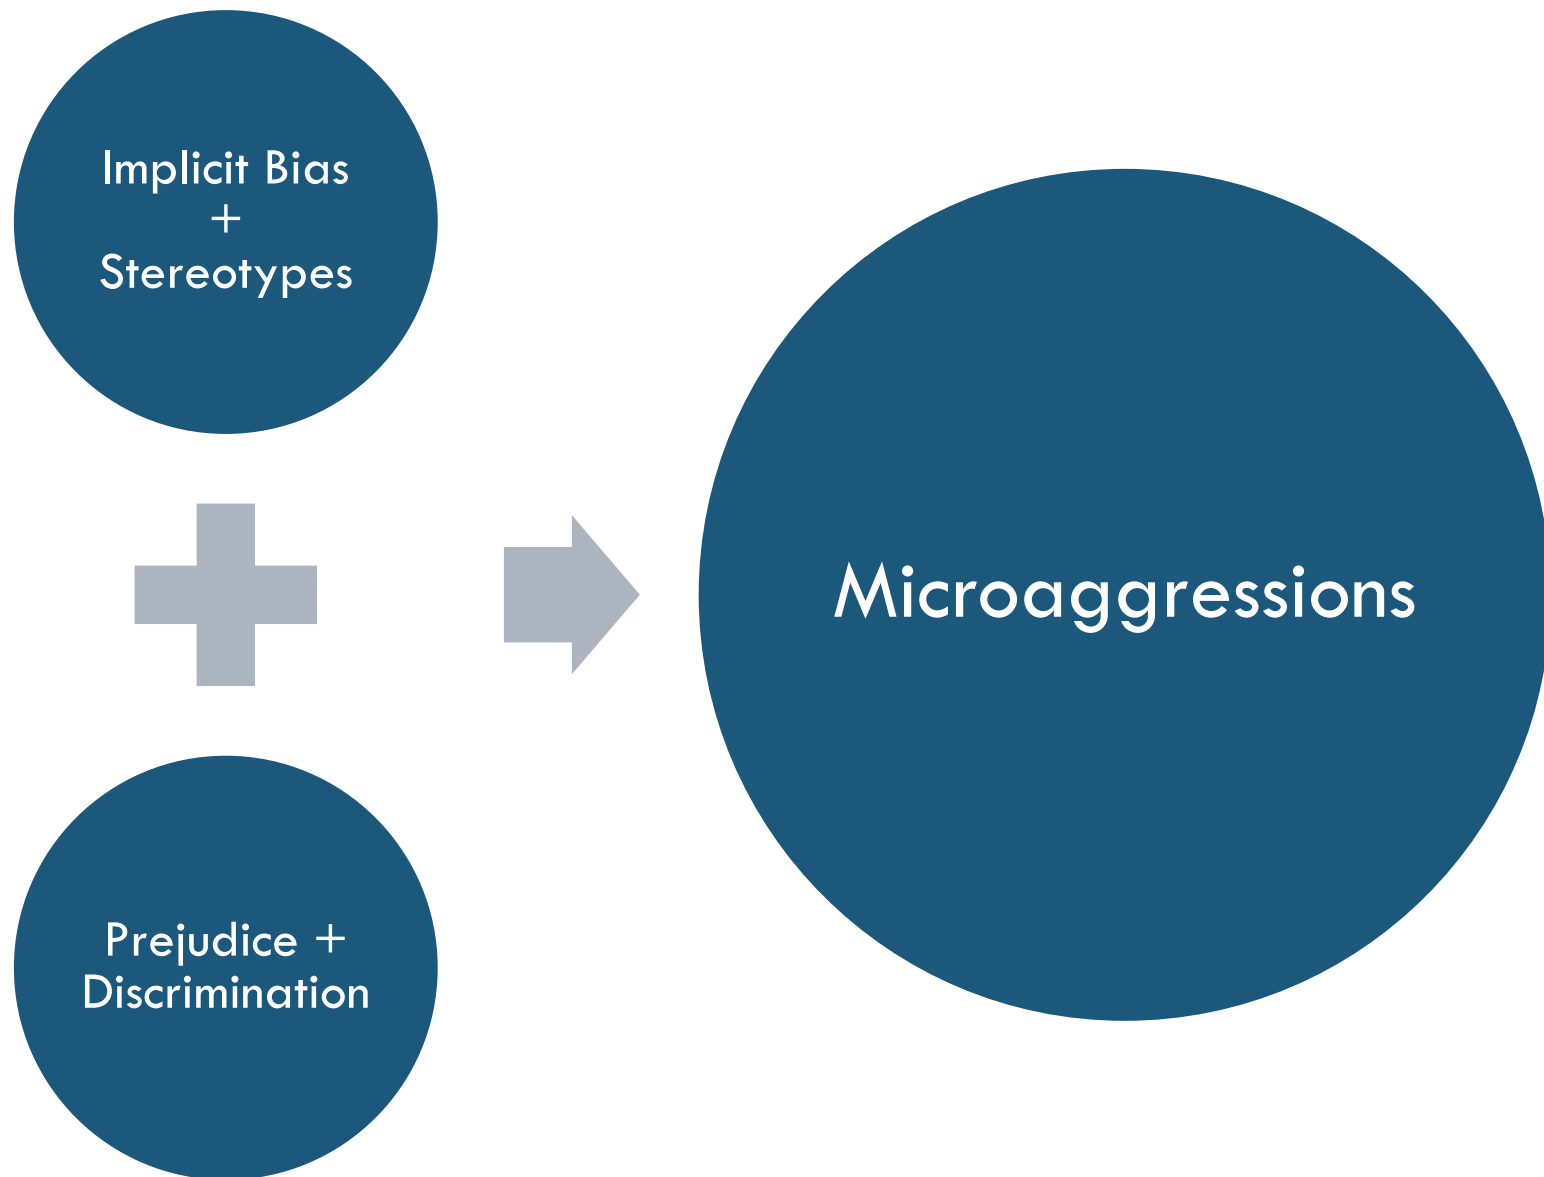 Implicit Bias
+
Stereotypes
Prejudice +
Discrimination
Microaggressions